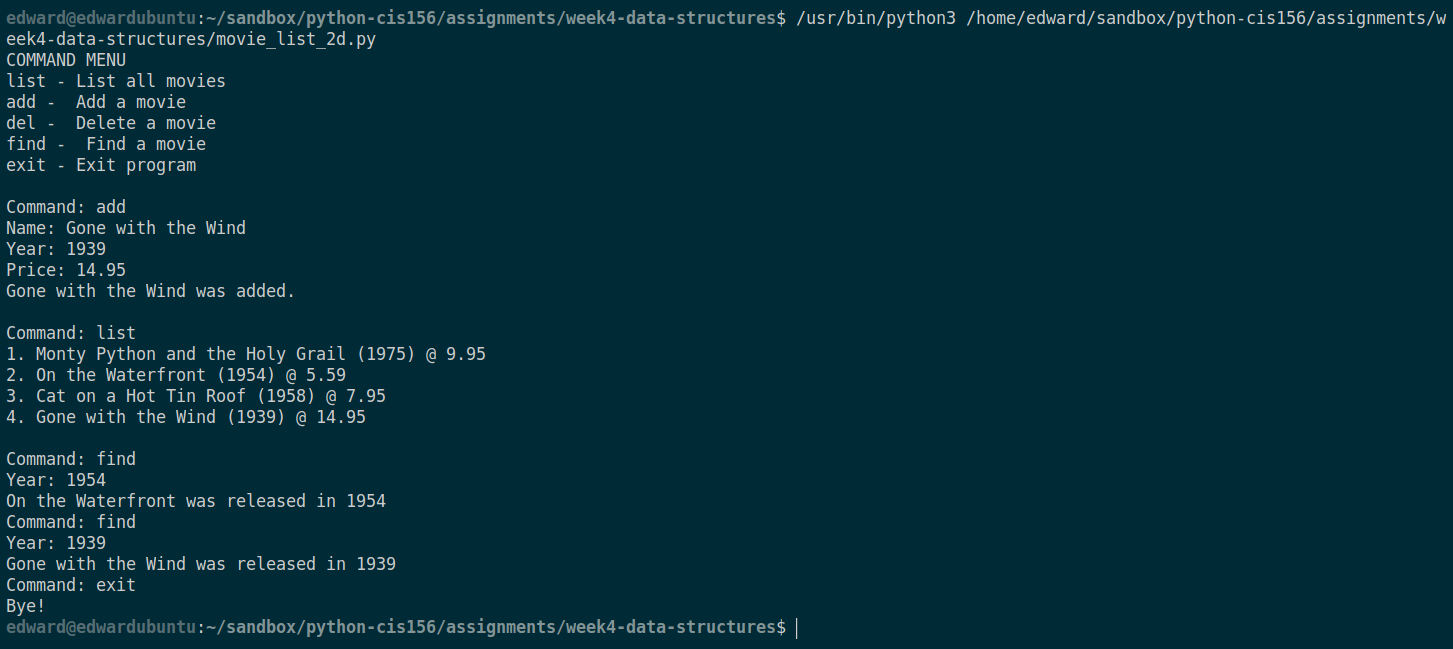 edward@edwardubuntu:~/sandbox/python-cis156/assignments/week4-data-structures$ /usr/bin/python3 /home/edward/sandbox/python-cis156/assignments/w
eek4-data-structures/movie_list_2d.py
COMMAND MENU
list - List all movies
add -  Add a movie
del -  Delete a movie
find -  Find a movie
exit - Exit program

Command: add
Name: Gone with the Wind
Year: 1939
Price: 14.95
Gone with the Wind was added.

Command: list
1. Monty Python and the Holy Grail (1975) @ 9.95
2. On the Waterfront (1954) @ 5.59
3. Cat on a Hot Tin Roof (1958) @ 7.95
4. Gone with the Wind (1939) @ 14.95

Command: find
Year: 1954
On the Waterfront was released in 1954
Command: find
Year: 1939
Gone with the Wind was released in 1939
Command: exit
Bye!
edward@edwardubuntu:~/sandbox/python-cis156/assignments/week4-data-structures$